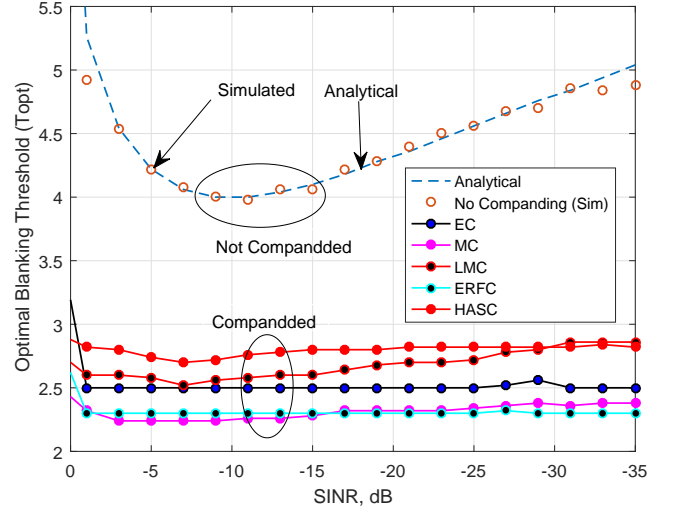 5.5
5
4.5
4
3.5
3
2.5
2
Optimal Blanking Threshold (Topt)
Simulated
Analytical
Not Compandded
Compandded
Analytical
No Companding (Sim)
EC
MC
LMC
ERFC
HASC
0 -5 -10 -15 -20 -25 -30 -35
SINR, dB